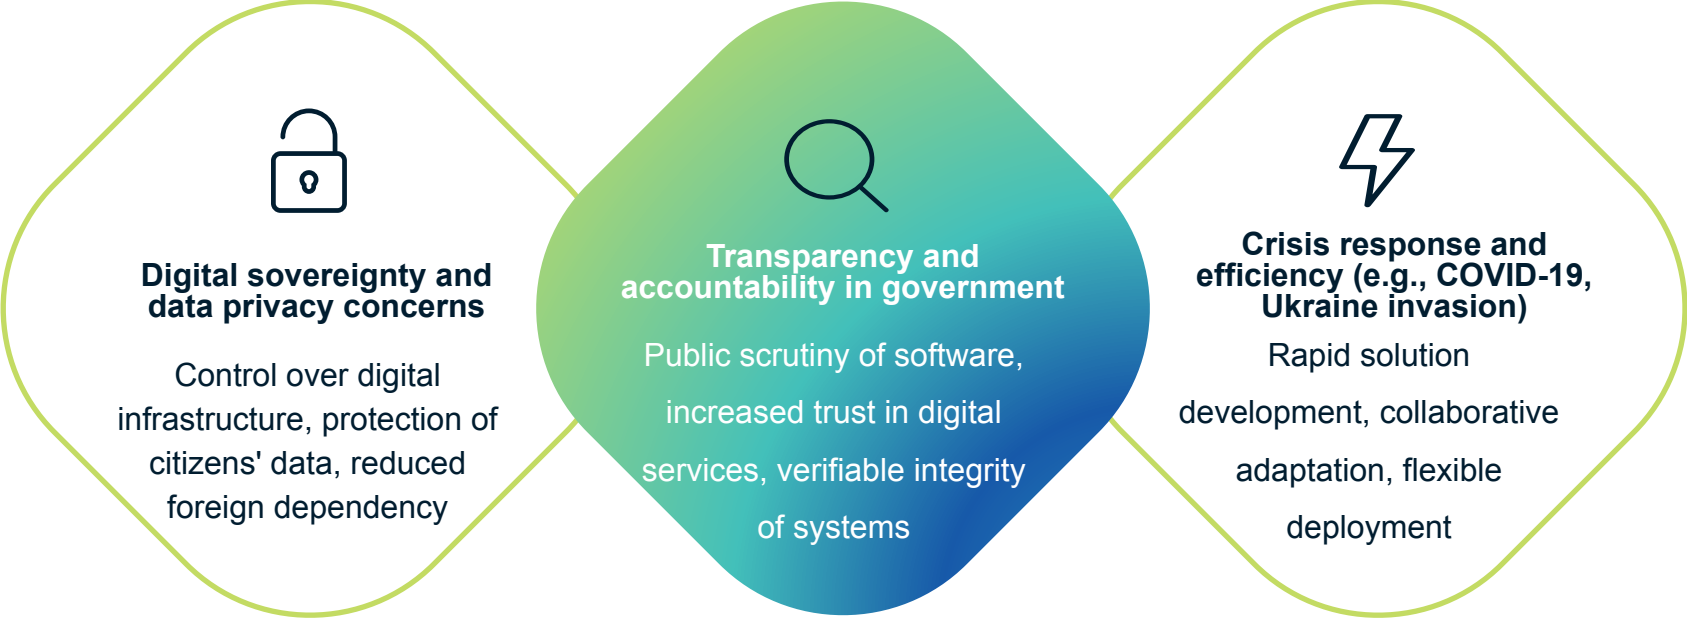 Digital sovereignty and
data privacy concerns
Control over digital
infrastructure, protection of
citizens' data, reduced
foreign dependency
Transparency and
accountability in government
Public scrutiny of software,
increased trust in digital
services, verifiable integrity
of systems
Crisis response and
efficiency (e.g., COVID-19,
Ukraine invasion)
Rapid solution
development, collaborative
adaptation, flexible
deployment